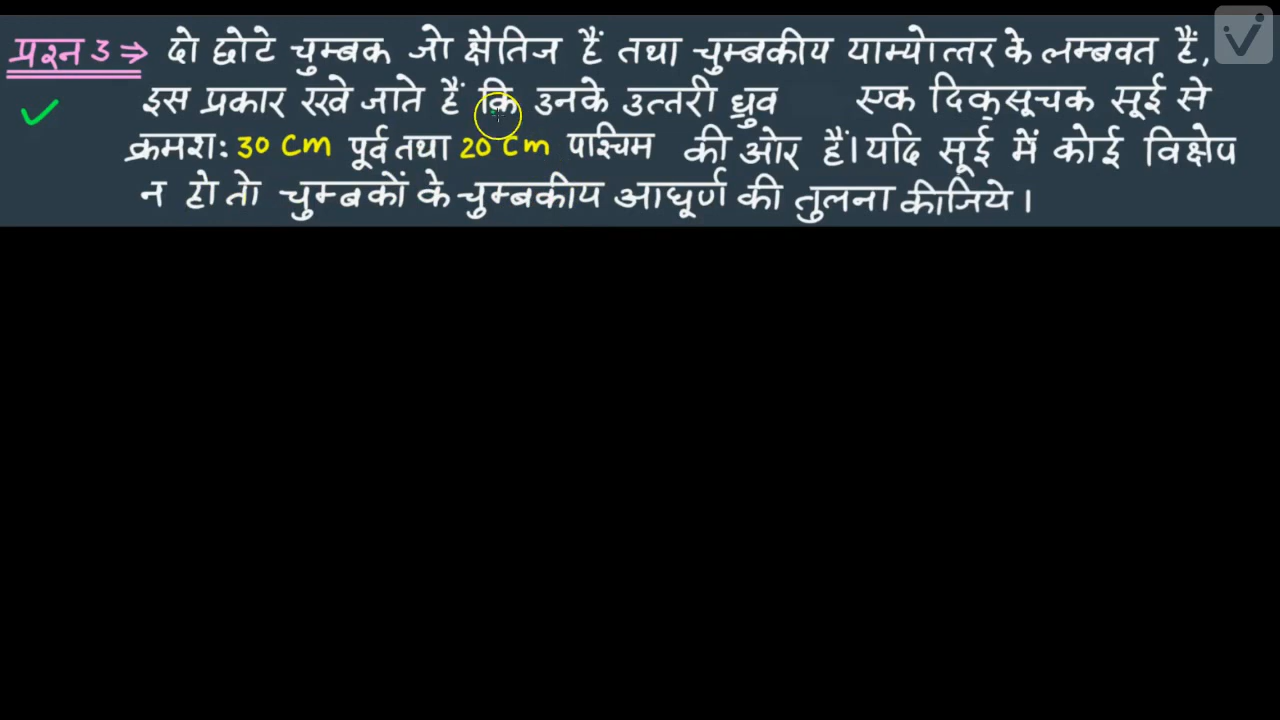 प्रश्न 3 ⇒ दो छोटे चुम्बक जो क्षैतिज हैं तथा चुम्बकीय याम्योत्तर के लम्बवत हैं,
इस प्रकार रखे जाते हैं कि उनके उत्तरी ध्रुव एक दिक्सूचक सूई से
क्रमशः 30 Cm पूर्व तथा 20 Cm पश्चिम की ओर हैं। यदि सूई में कोई विक्षेप
न हो तो चुम्बकों के चुम्बकीय आघूर्ण की तुलना कीजिये।